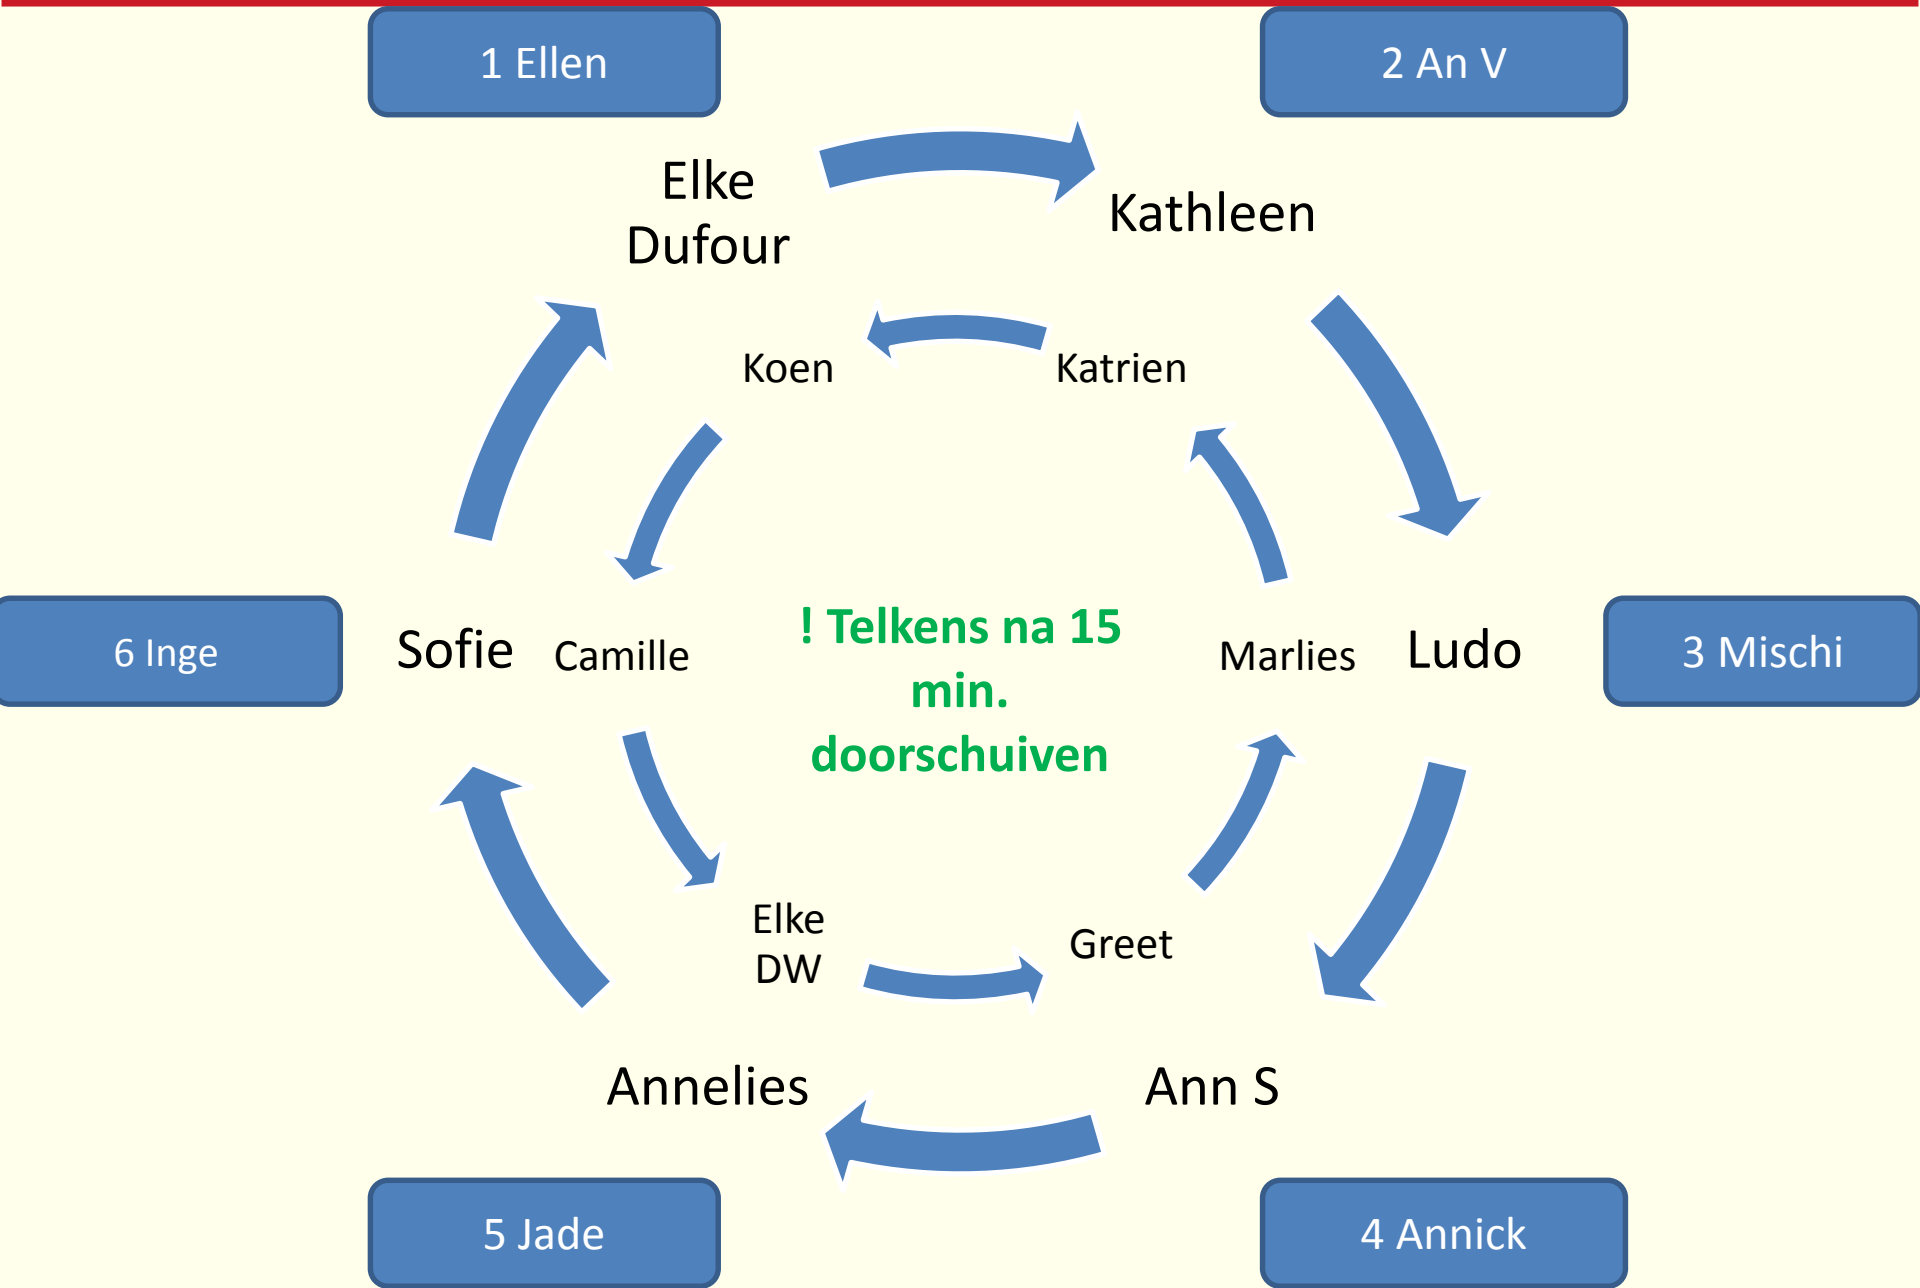 1 Ellen
2 An V
Elke
Dufour
Kathleen
Koen
Katrien
6 Inge
Sofie
Camille
! Telkens na 15
min.
doorschuiven
Marlies
Ludo
3 Mischi
Elke
DW
Greet
Annelies
Ann S
5 Jade
4 Annick